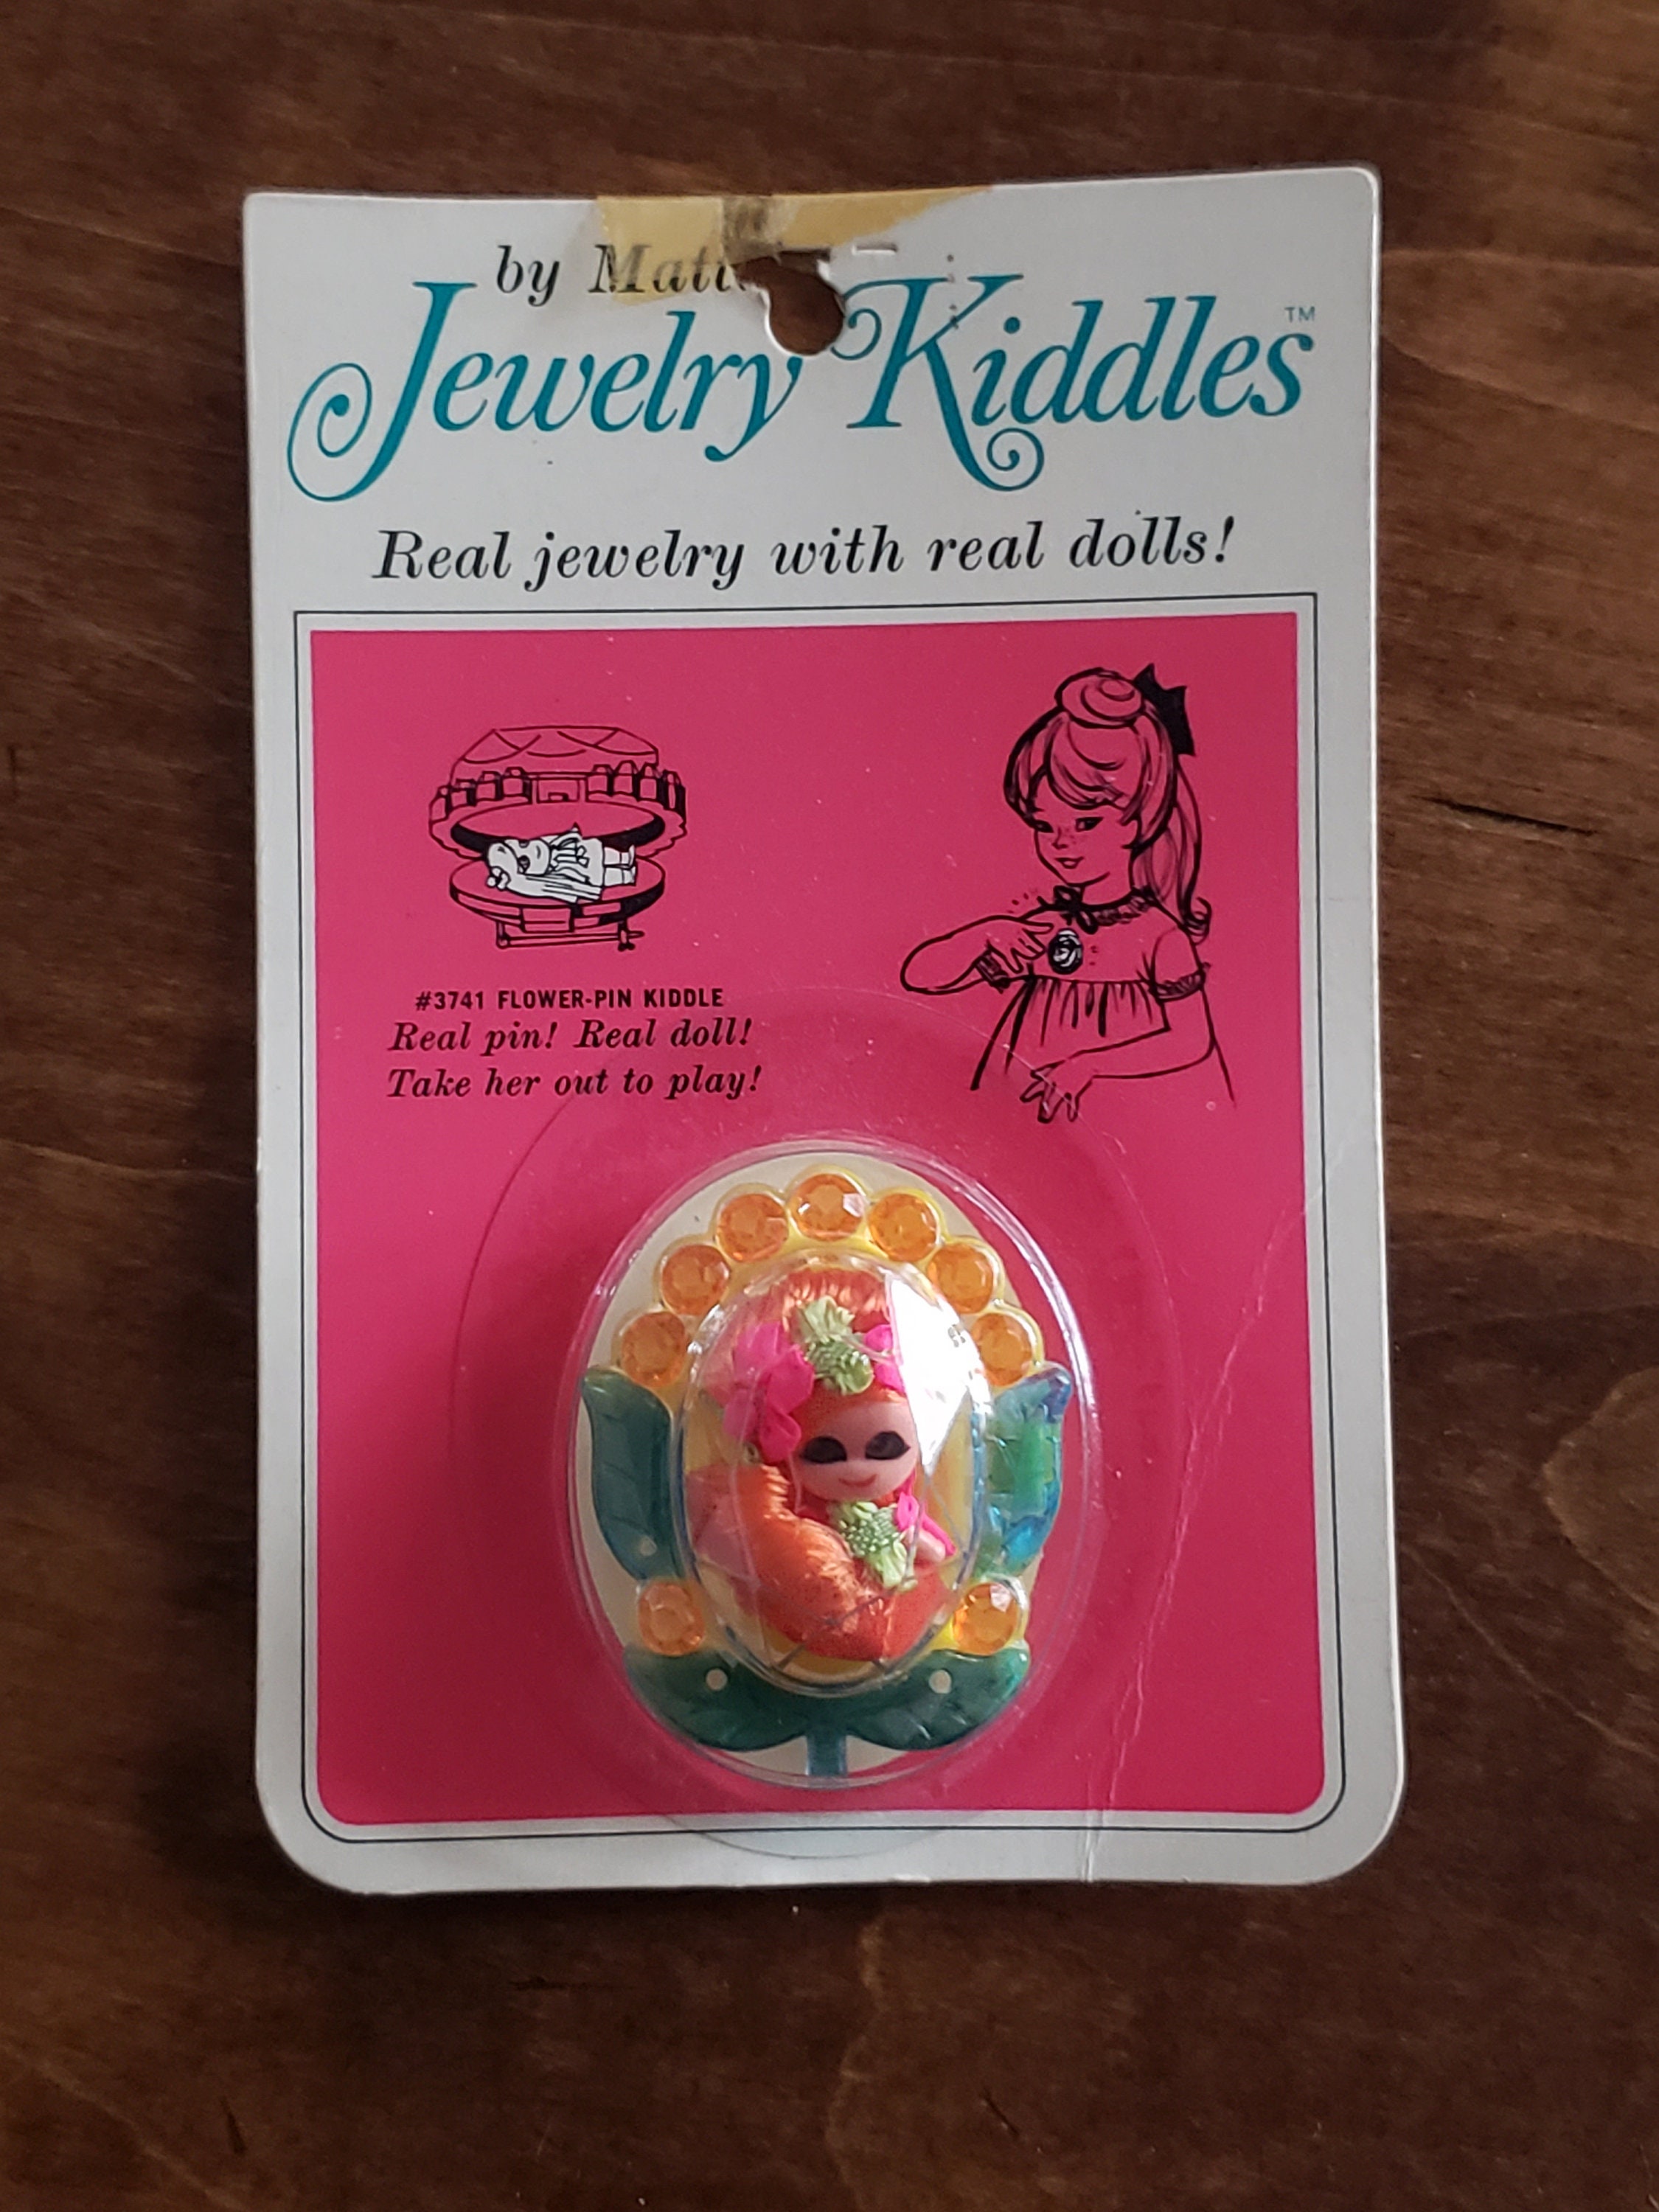 by
Jewelry Kiddles™
Real jewelry with real dolls!
#3741 FLOWER-PIN KIDDLE
Real pin! Real doll!
Take her out to play!